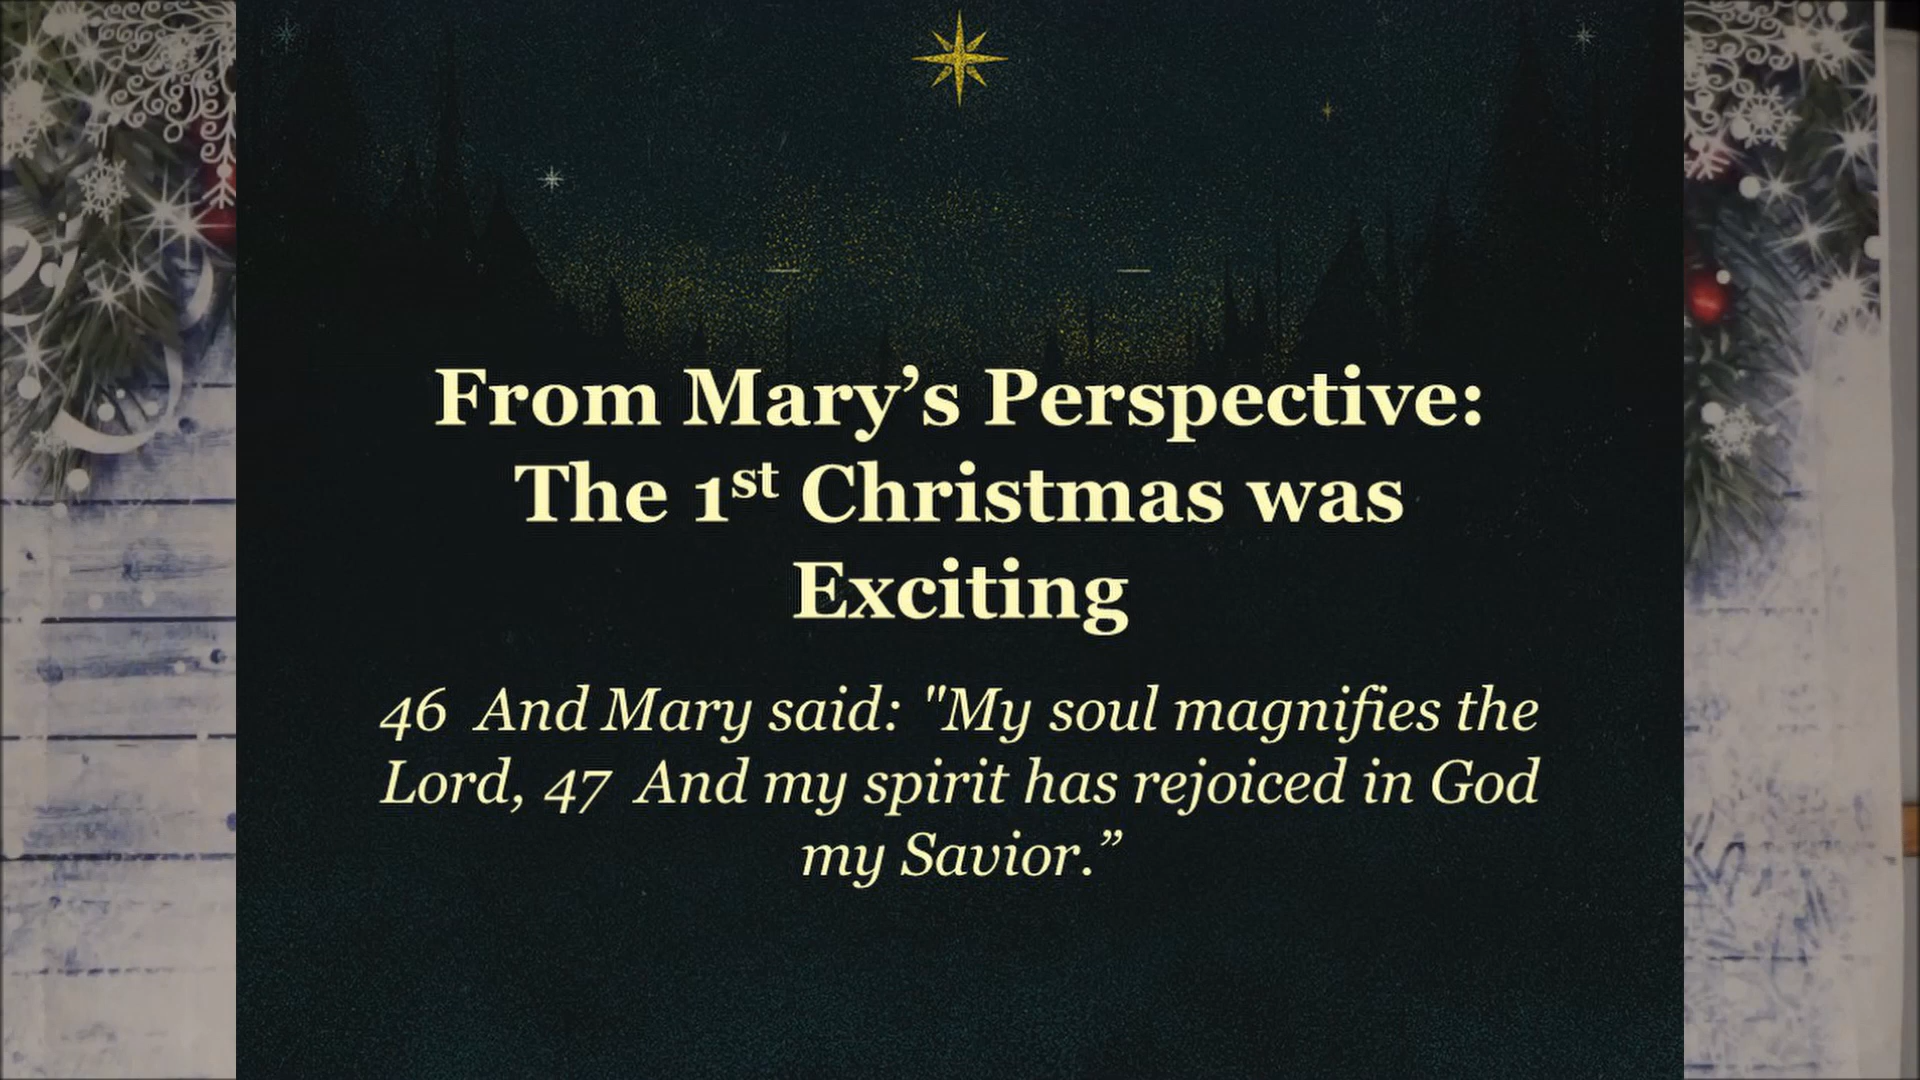 From Mary’s Perspective:
The 1st Christmas was
Exciting
46 And Mary said: "My soul magnifies the
Lord, 47 And my spirit has rejoiced in God
my Savior.”